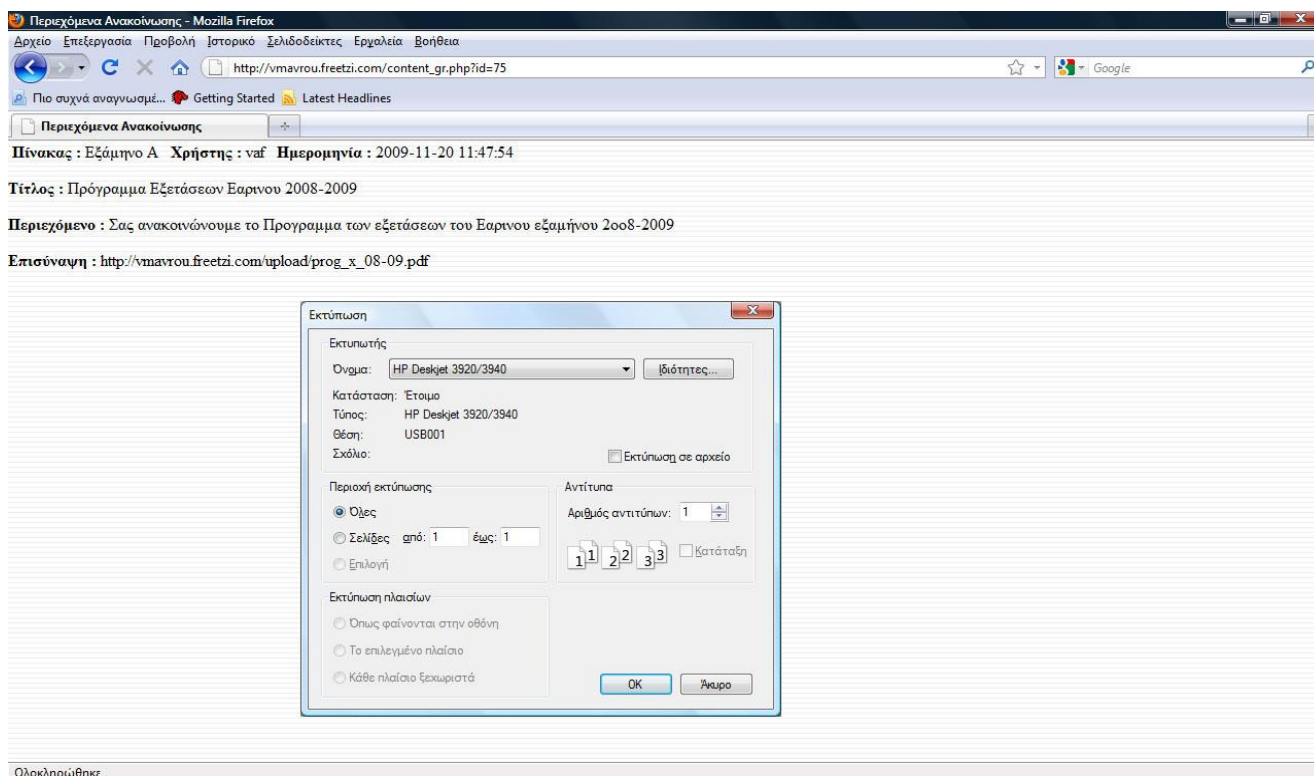 Περιεχόμενα Ανακοίνωσης - Mozilla Firefox
Αρχείο Επεξεργασία Προβολή Ιστορικό Σελιδοδείκτες Εργαλεία Βοήθεια
http://vmavrou.freetzi.com/content_gr.php?id=75 Google
Πιο συχνά αναγνωσμέ... Getting Started Latest Headlines
Περιεχόμενα Ανακοίνωσης
Πίνακας : Εξάμηνο Α Χρήστης : vaf Ημερομηνία : 2009-11-20 11:47:54
Τίτλος : Πρόγραμμα Εξετάσεων Εαρινου 2008-2009
Περιεχόμενο : Σας ανακοινώνουμε το Προγραμμα των εξετάσεων του Εαρινου εξαμήνου 2οο8-2009
Επισύναψη : http://vmavrou.freetzi.com/upload/prog_x_08-09.pdf
Εκτύπωση
Εκτυπωτής
Όνομα: HP Deskjet 3920/3940 Ιδιότητες...
Κατάσταση: Έτοιμο
Τύπος: HP Deskjet 3920/3940
Θέση: USB001
Σχόλιο: Εκτύπωση σε αρχείο
Περιοχή εκτύπωσης Αντίτυπα
Όλες Αριθμός αντιτύπων: 1
Σελίδες από: 1 έως: 1
Επιλογή 1 1 2 2 3 3 Κατάταξη
Εκτύπωση πλαισίων
Όπως φαίνονται στην οθόνη
Το επιλεγμένο πλαίσιο
Κάθε πλαίσιο ξεχωριστά
OK Άκυρο
Ολοκληρώθηκε